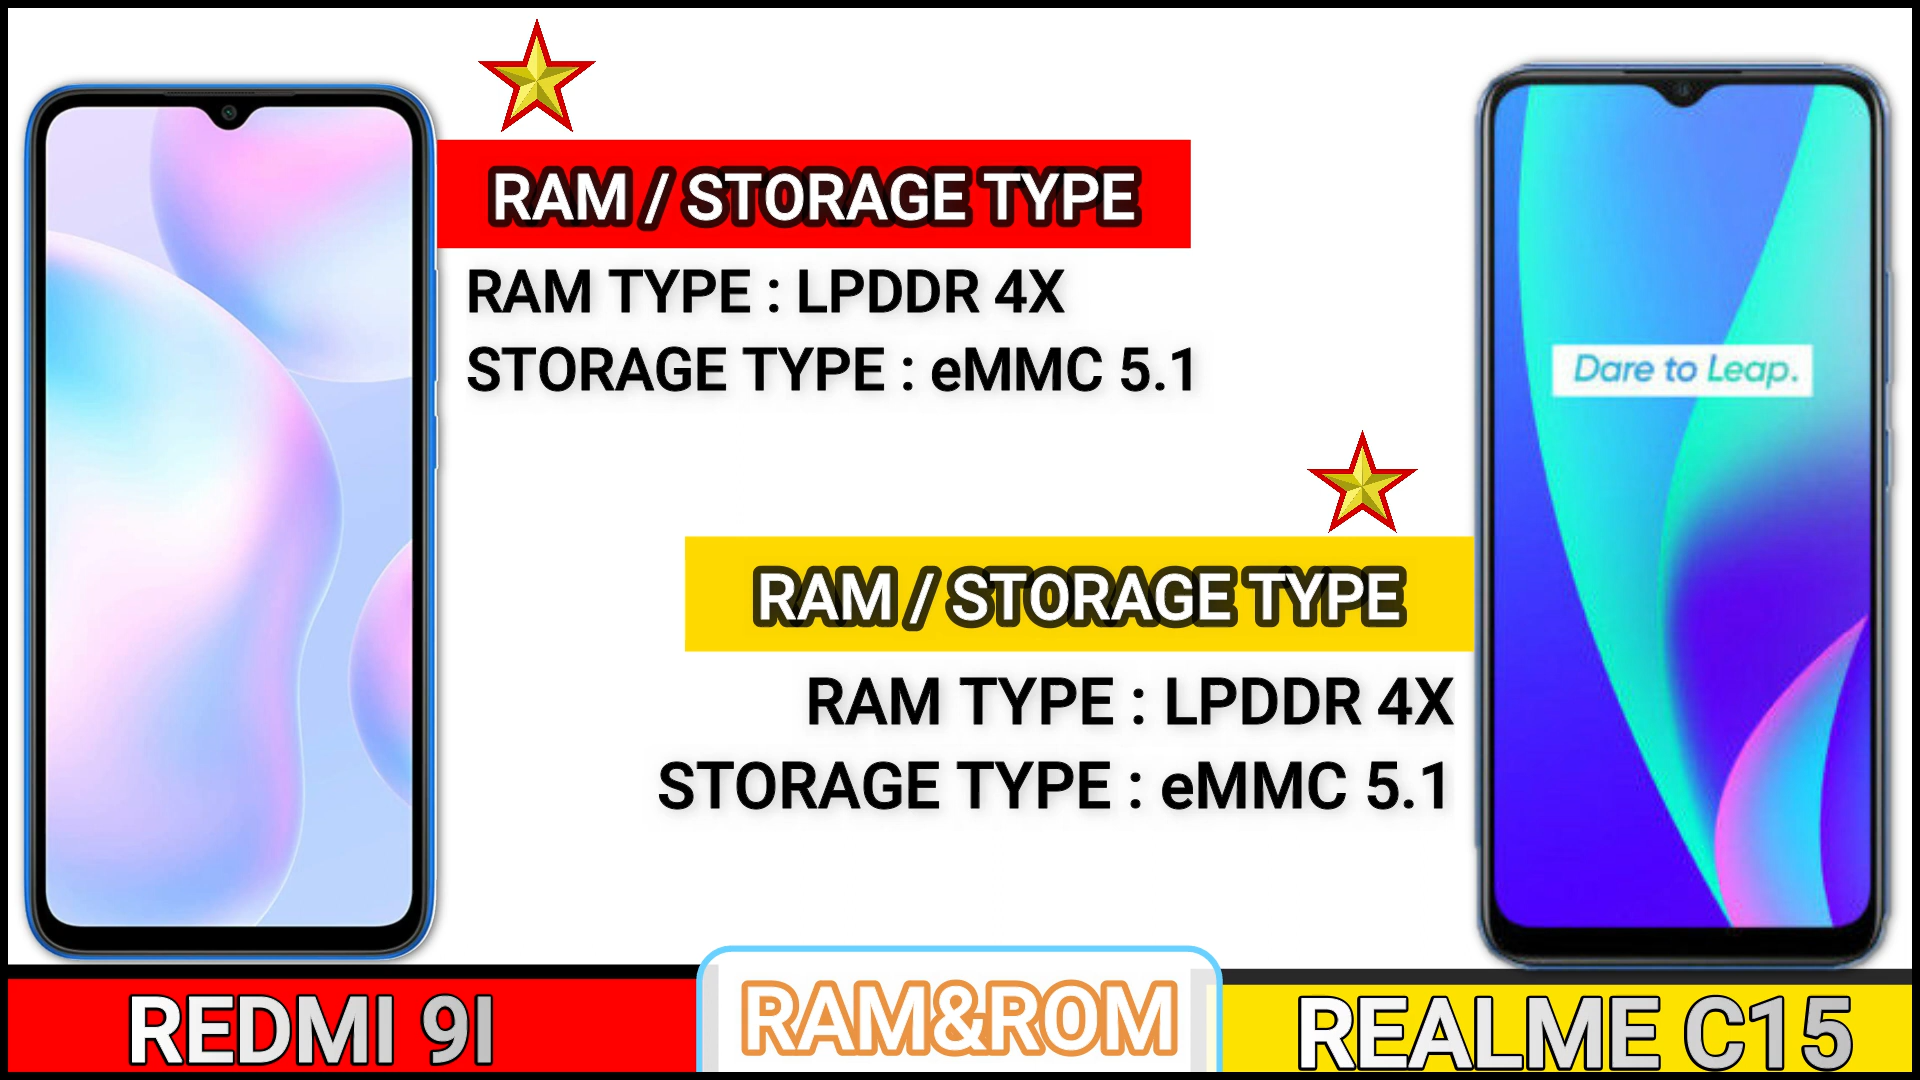 RAM / STORAGE TYPE
RAM TYPE : LPDDR 4X
STORAGE TYPE : eMMC 5.1
Dare to Leap.
RAM / STORAGE TYPE
RAM TYPE : LPDDR 4X
STORAGE TYPE : eMMC 5.1
REDMI 9I
RAM&ROM
REALME C15